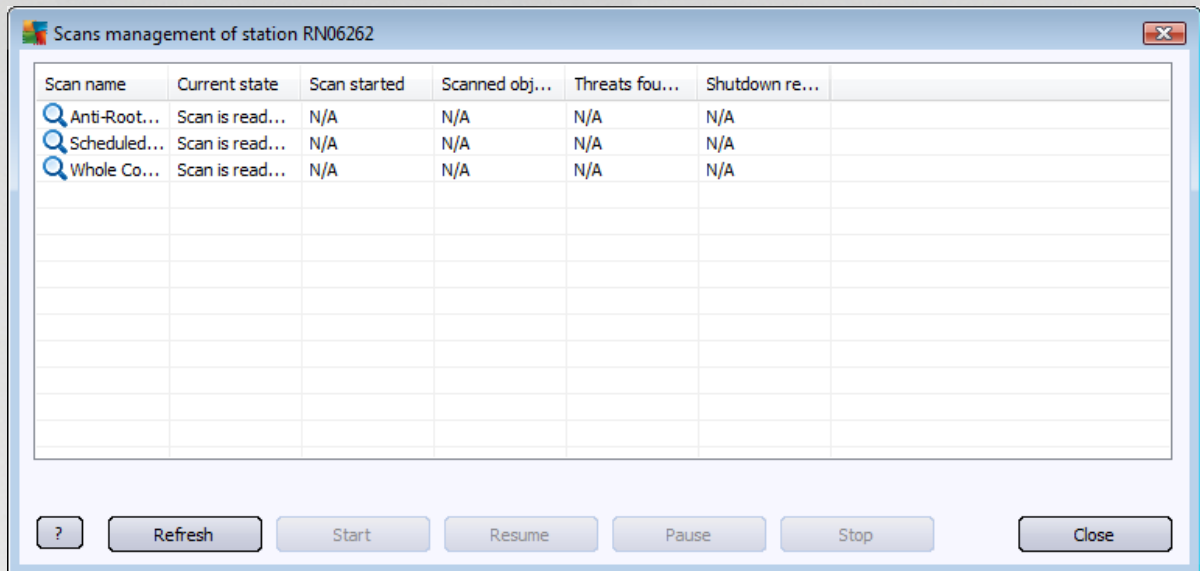 Scans management of station RN06262
Scan name Current state Scan started Scanned obj... Threats fou... Shutdown re...
Anti-Root... Scan is read... N/A N/A N/A N/A
Scheduled... Scan is read... N/A N/A N/A N/A
Whole Co... Scan is read... N/A N/A N/A N/A
? Refresh Start Resume Pause Stop Close